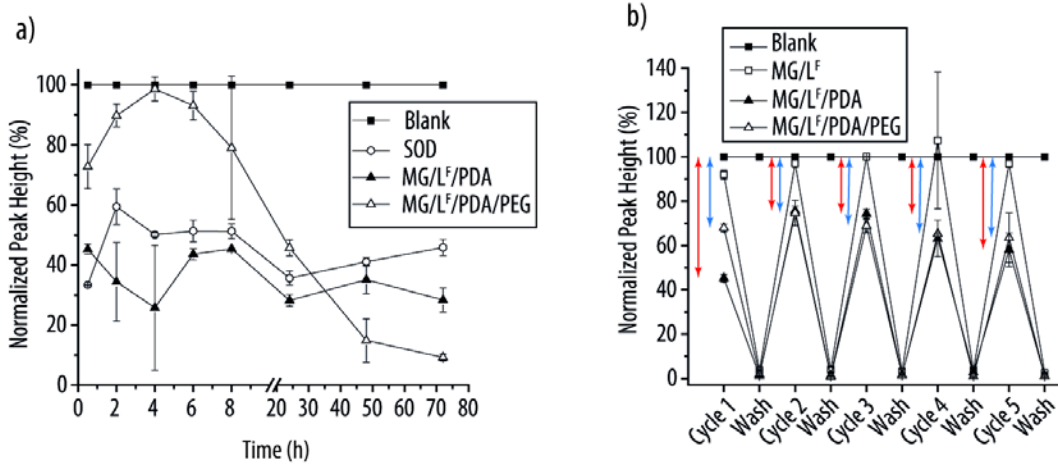 a)
Normalized Peak Height (%)
100
80
60
40
20
0
0 2 4 6 8 20 40 60 80
Time (h)
Blank
SOD
MG/Lᶠ/PDA
MG/Lᶠ/PDA/PEG
b)
Blank
MG/Lᶠ
MG/Lᶠ/PDA
MG/Lᶠ/PDA/PEG
Normalized Peak Height (%)
140
120
100
80
60
40
20
0
Cycle 1 Wash Cycle 2 Wash Cycle 3 Wash Cycle 4 Wash Cycle 5 Wash